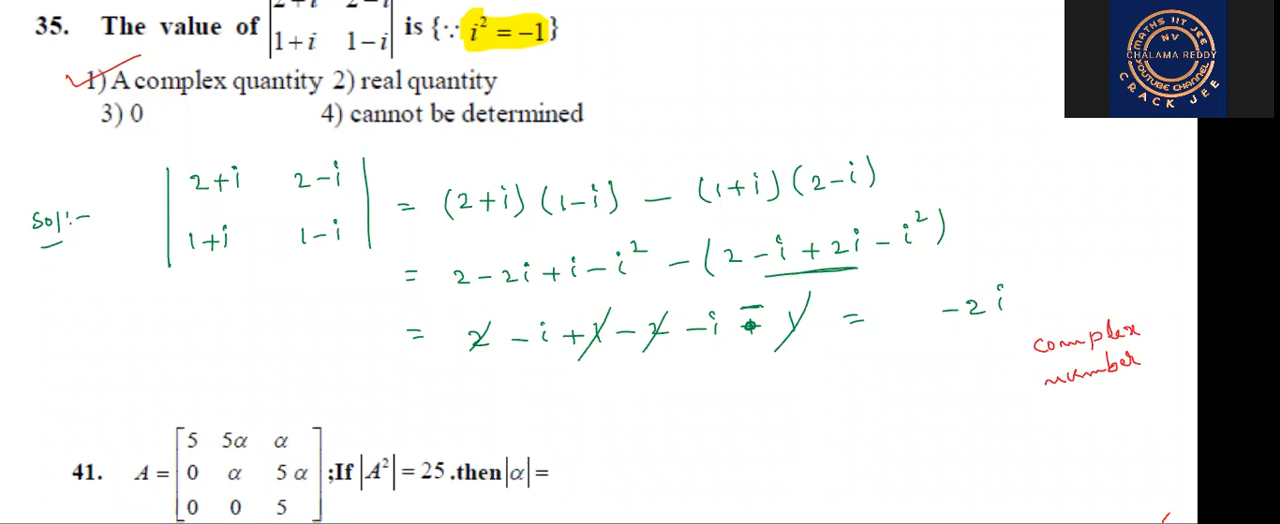 35. The value of |2+i 2-i| is {∵ i² = -1}
|1+i 1-i|
1) A complex quantity 2) real quantity
3) 0 4) cannot be determined
Sol:- |2+i 2-i| = (2+i)(1-i) - (1+i)(2-i)
|1+i 1-i|
= 2-2i+i-i² - (2-i+2i-i²)
= 2-i+1-2-i-1 = -2i
complex
number
41. A = [5 5α α; 0 α 5α; 0 0 5] ;If |A²| = 25 .then |α| =
MATHS IIT JEE
NV
CHALAMA REDDY
YOUTUBE CHANNEL
CRACK JEE